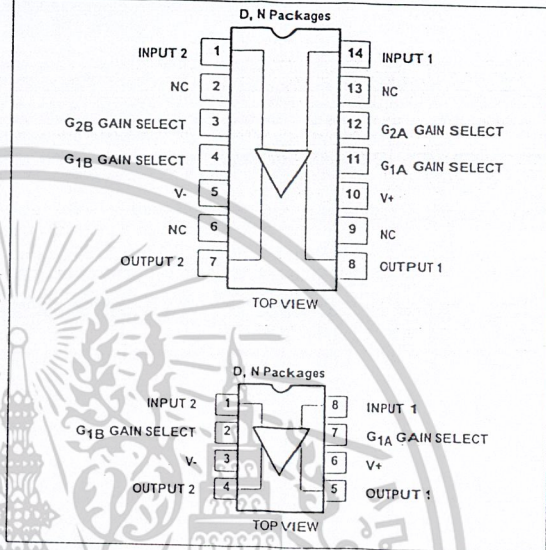 D, N Packages
INPUT 2 1 14 INPUT 1
NC 2 13 NC
G2B GAIN SELECT 3 12 G2A GAIN SELECT
G1B GAIN SELECT 4 11 G1A GAIN SELECT
V- 5 10 V+
NC 6 9 NC
OUTPUT 2 7 8 OUTPUT 1
TOP VIEW
D, N Packages
INPUT 2 1 8 INPUT 1
G1B GAIN SELECT 2 7 G1A GAIN SELECT
V- 3 6 V+
OUTPUT 2 4 5 OUTPUT 1
TOP VIEW